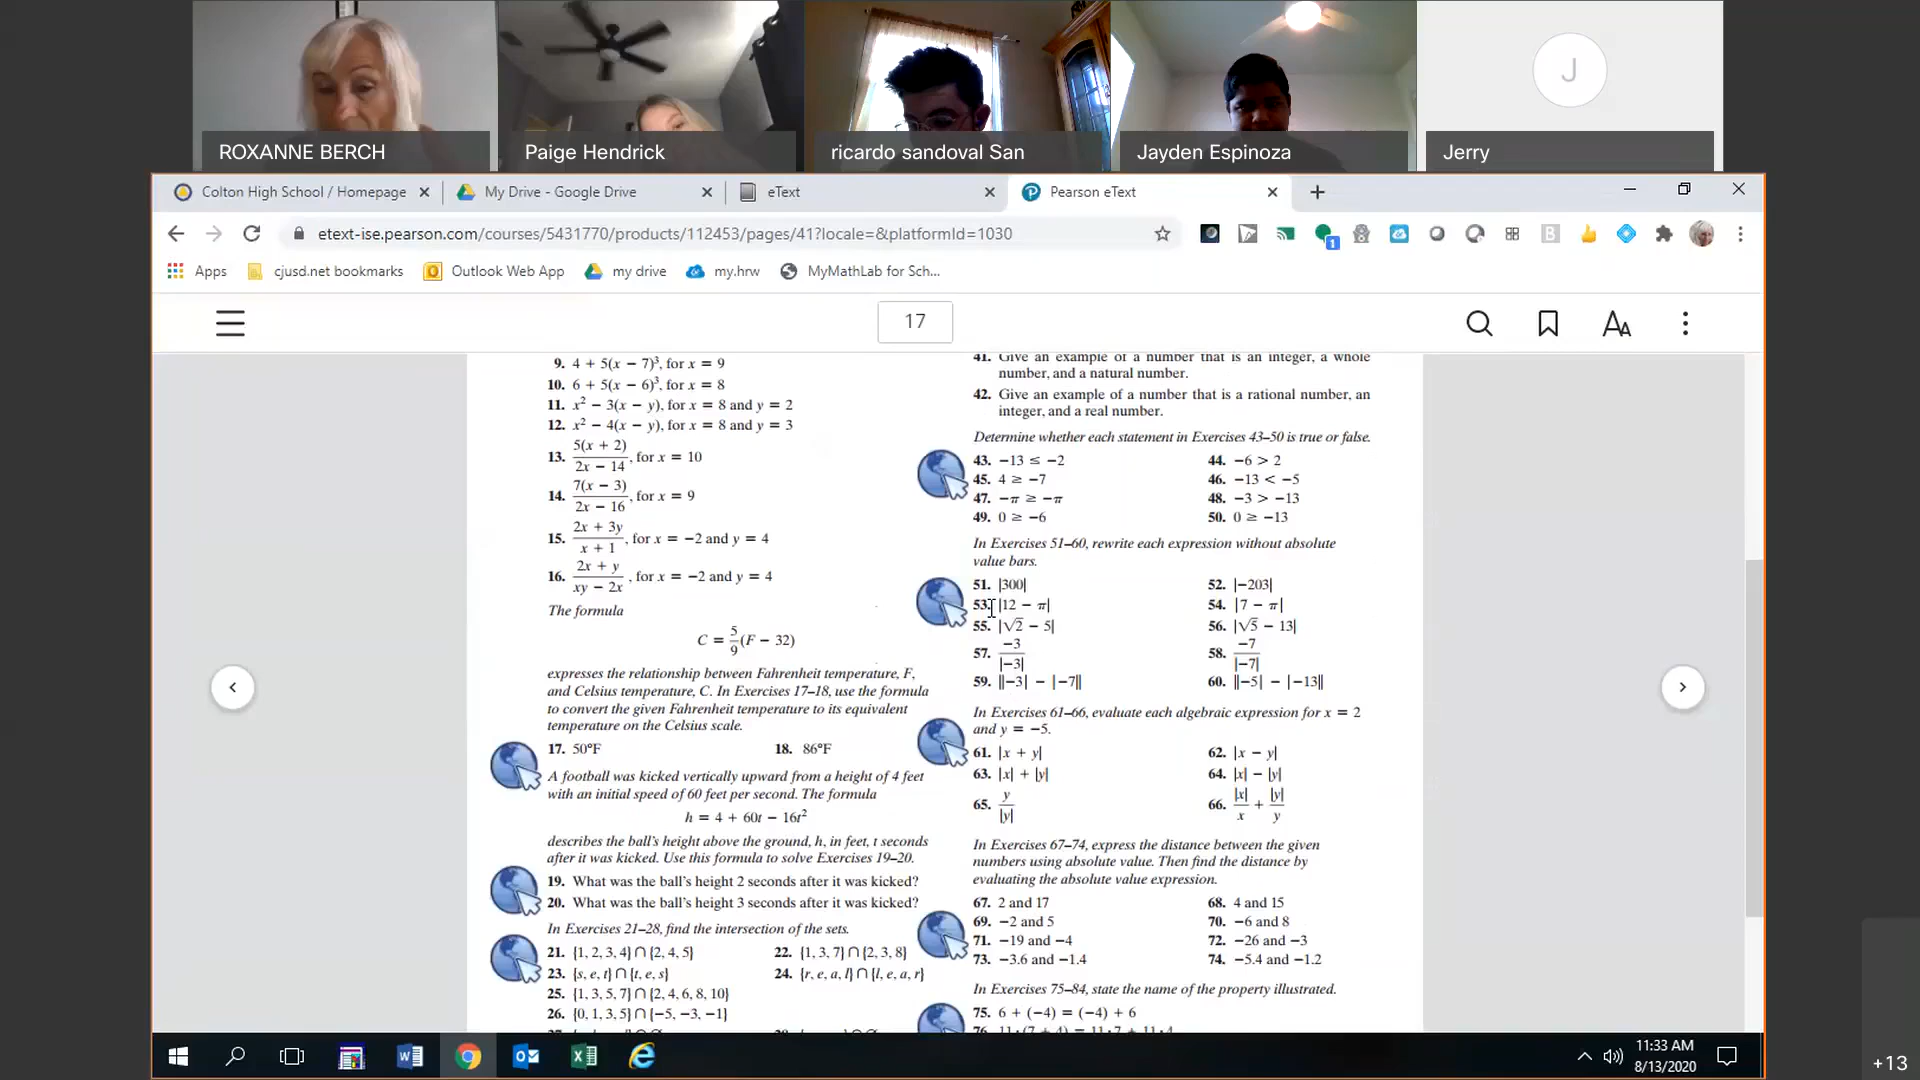 J
ROXANNE BERCH
Paige Hendrick
ricardo sandoval San
Jayden Espinoza
Jerry
Colton High School / Homepage
My Drive - Google Drive
eText
Pearson eText
etext-ise.pearson.com/courses/5431770/products/112453/pages/41?locale=&platformId=1030
1
Apps
cjusd.net bookmarks
Outlook Web App
my drive
my.hrw
MyMathLab for Sch...
17
AA
9. 4 + 5(x − 7)³, for x = 9
10. 6 + 5(x − 6)³, for x = 8
11. x² − 3(x − y), for x = 8 and y = 2
12. x² − 4(x − y), for x = 8 and y = 3
13. 5(x + 2)/2x − 14, for x = 10
14. 7(x − 3)/2x − 16, for x = 9
15. 2x + 3y/x + 1, for x = −2 and y = 4
16. 2x + y/xy − 2x, for x = −2 and y = 4
The formula
C = 5/9(F − 32)
expresses the relationship between Fahrenheit temperature, F,
and Celsius temperature, C. In Exercises 17–18, use the formula
to convert the given Fahrenheit temperature to its equivalent
temperature on the Celsius scale.
17. 50°F 18. 86°F
A football was kicked vertically upward from a height of 4 feet
with an initial speed of 60 feet per second. The formula
h = 4 + 60t − 16t²
describes the ball's height above the ground, h, in feet, t seconds
after it was kicked. Use this formula to solve Exercises 19–20.
19. What was the ball's height 2 seconds after it was kicked?
20. What was the ball's height 3 seconds after it was kicked?
In Exercises 21–28, find the intersection of the sets.
21. {1, 2, 3, 4} ∩ {2, 4, 5} 22. {1, 3, 7} ∩ {2, 3, 8}
23. {s, e, t} ∩ {t, e, s} 24. {r, e, a, l} ∩ {l, e, a, r}
25. {1, 3, 5, 7} ∩ {2, 4, 6, 8, 10}
26. {0, 1, 3, 5} ∩ {−5, −3, −1}
41. Give an example of a number that is an integer, a whole
number, and a natural number.
42. Give an example of a number that is a rational number, an
integer, and a real number.
Determine whether each statement in Exercises 43–50 is true or false.
43. −13 ≤ −2 44. −6 > 2
45. 4 ≥ −7 46. −13 < −5
47. −π ≥ −π 48. −3 > −13
49. 0 ≥ −6 50. 0 ≥ −13
In Exercises 51–60, rewrite each expression without absolute
value bars.
51. |300| 52. |−203|
53. |12 − π| 54. |7 − π|
55. |√2 − 5| 56. |√5 − 13|
57. −3/|−3| 58. −7/|−7|
59. ||−3| − |−7|| 60. ||−5| − |−13||
In Exercises 61–66, evaluate each algebraic expression for x = 2
and y = −5.
61. |x + y| 62. |x − y|
63. |x| + |y| 64. |x| − |y|
65. y/|y| 66. |x|/x + |y|/y
In Exercises 67–74, express the distance between the given
numbers using absolute value. Then find the distance by
evaluating the absolute value expression.
67. 2 and 17 68. 4 and 15
69. −2 and 5 70. −6 and 8
71. −19 and −4 72. −26 and −3
73. −3.6 and −1.4 74. −5.4 and −1.2
In Exercises 75–84, state the name of the property illustrated.
75. 6 + (−4) = (−4) + 6
76. 11·(7 + 4) = 11·7 + 11·4
11:33 AM
8/13/2020
+13